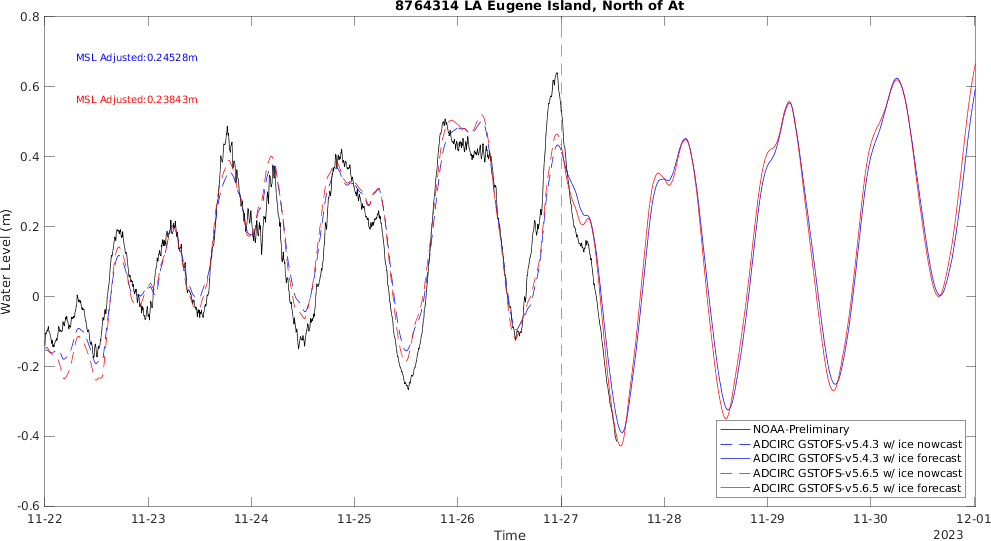 8764314 LA Eugene Island, North of At
MSL Adjusted:0.24528m
MSL Adjusted:0.23843m
Water Level (m)
0.8
0.6
0.4
0.2
0
-0.2
-0.4
-0.6
NOAA-Preliminary
ADCIRC GSTOFS-v5.4.3 w/ ice nowcast
ADCIRC GSTOFS-v5.4.3 w/ ice forecast
ADCIRC GSTOFS-v5.6.5 w/ ice nowcast
ADCIRC GSTOFS-v5.6.5 w/ ice forecast
11-22 11-23 11-24 11-25 11-26 11-27 11-28 11-29 11-30 12-01
Time
2023